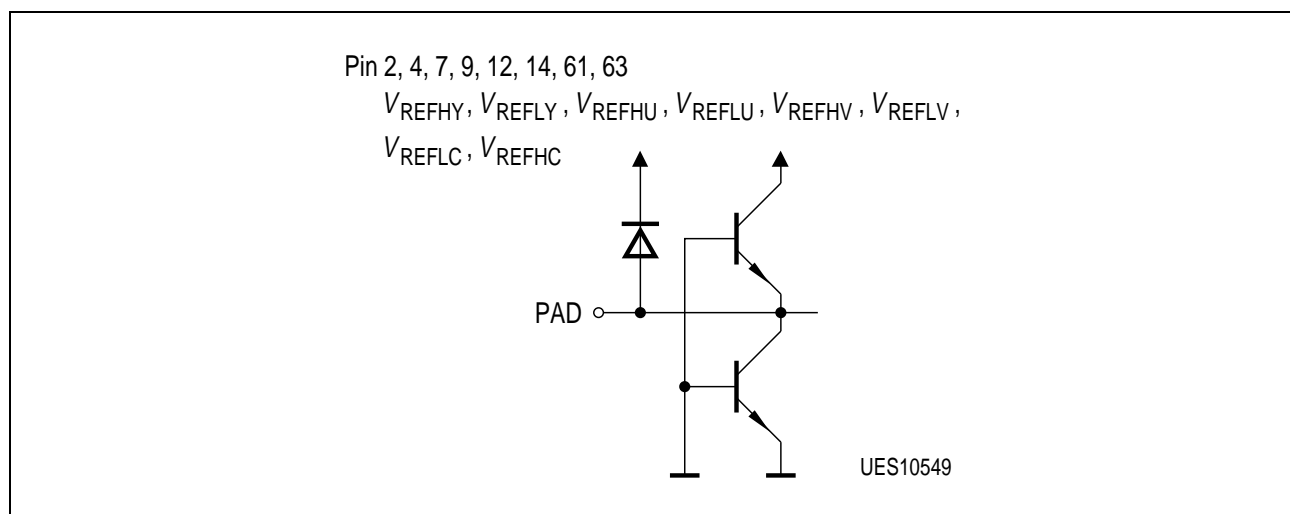 Pin 2, 4, 7, 9, 12, 14, 61, 63
VREFHY, VREFLY, VREFHU, VREFLU, VREFHV, VREFLV,
VREFLC, VREFHC
PAD
UES10549